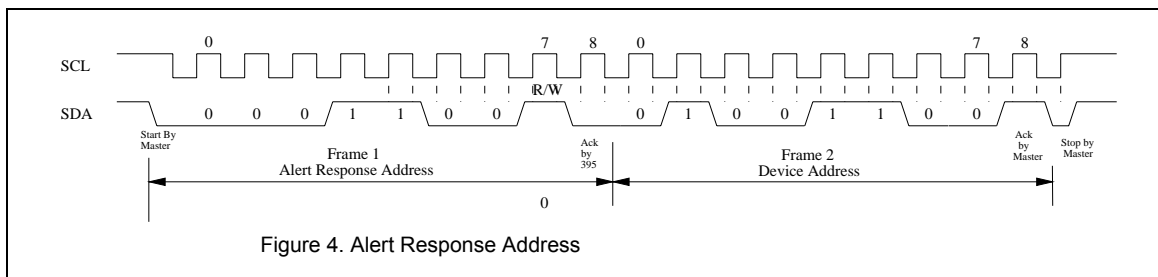 0 7 8 0 7 8
SCL
R/W
SDA 0 0 0 1 1 0 0 0 1 0 0 1 1 0 0
Start By
Master
Ack
by
395
Ack
by
Master
Stop by
Master
Frame 1
Alert Response Address
Frame 2
Device Address
0
Figure 4. Alert Response Address